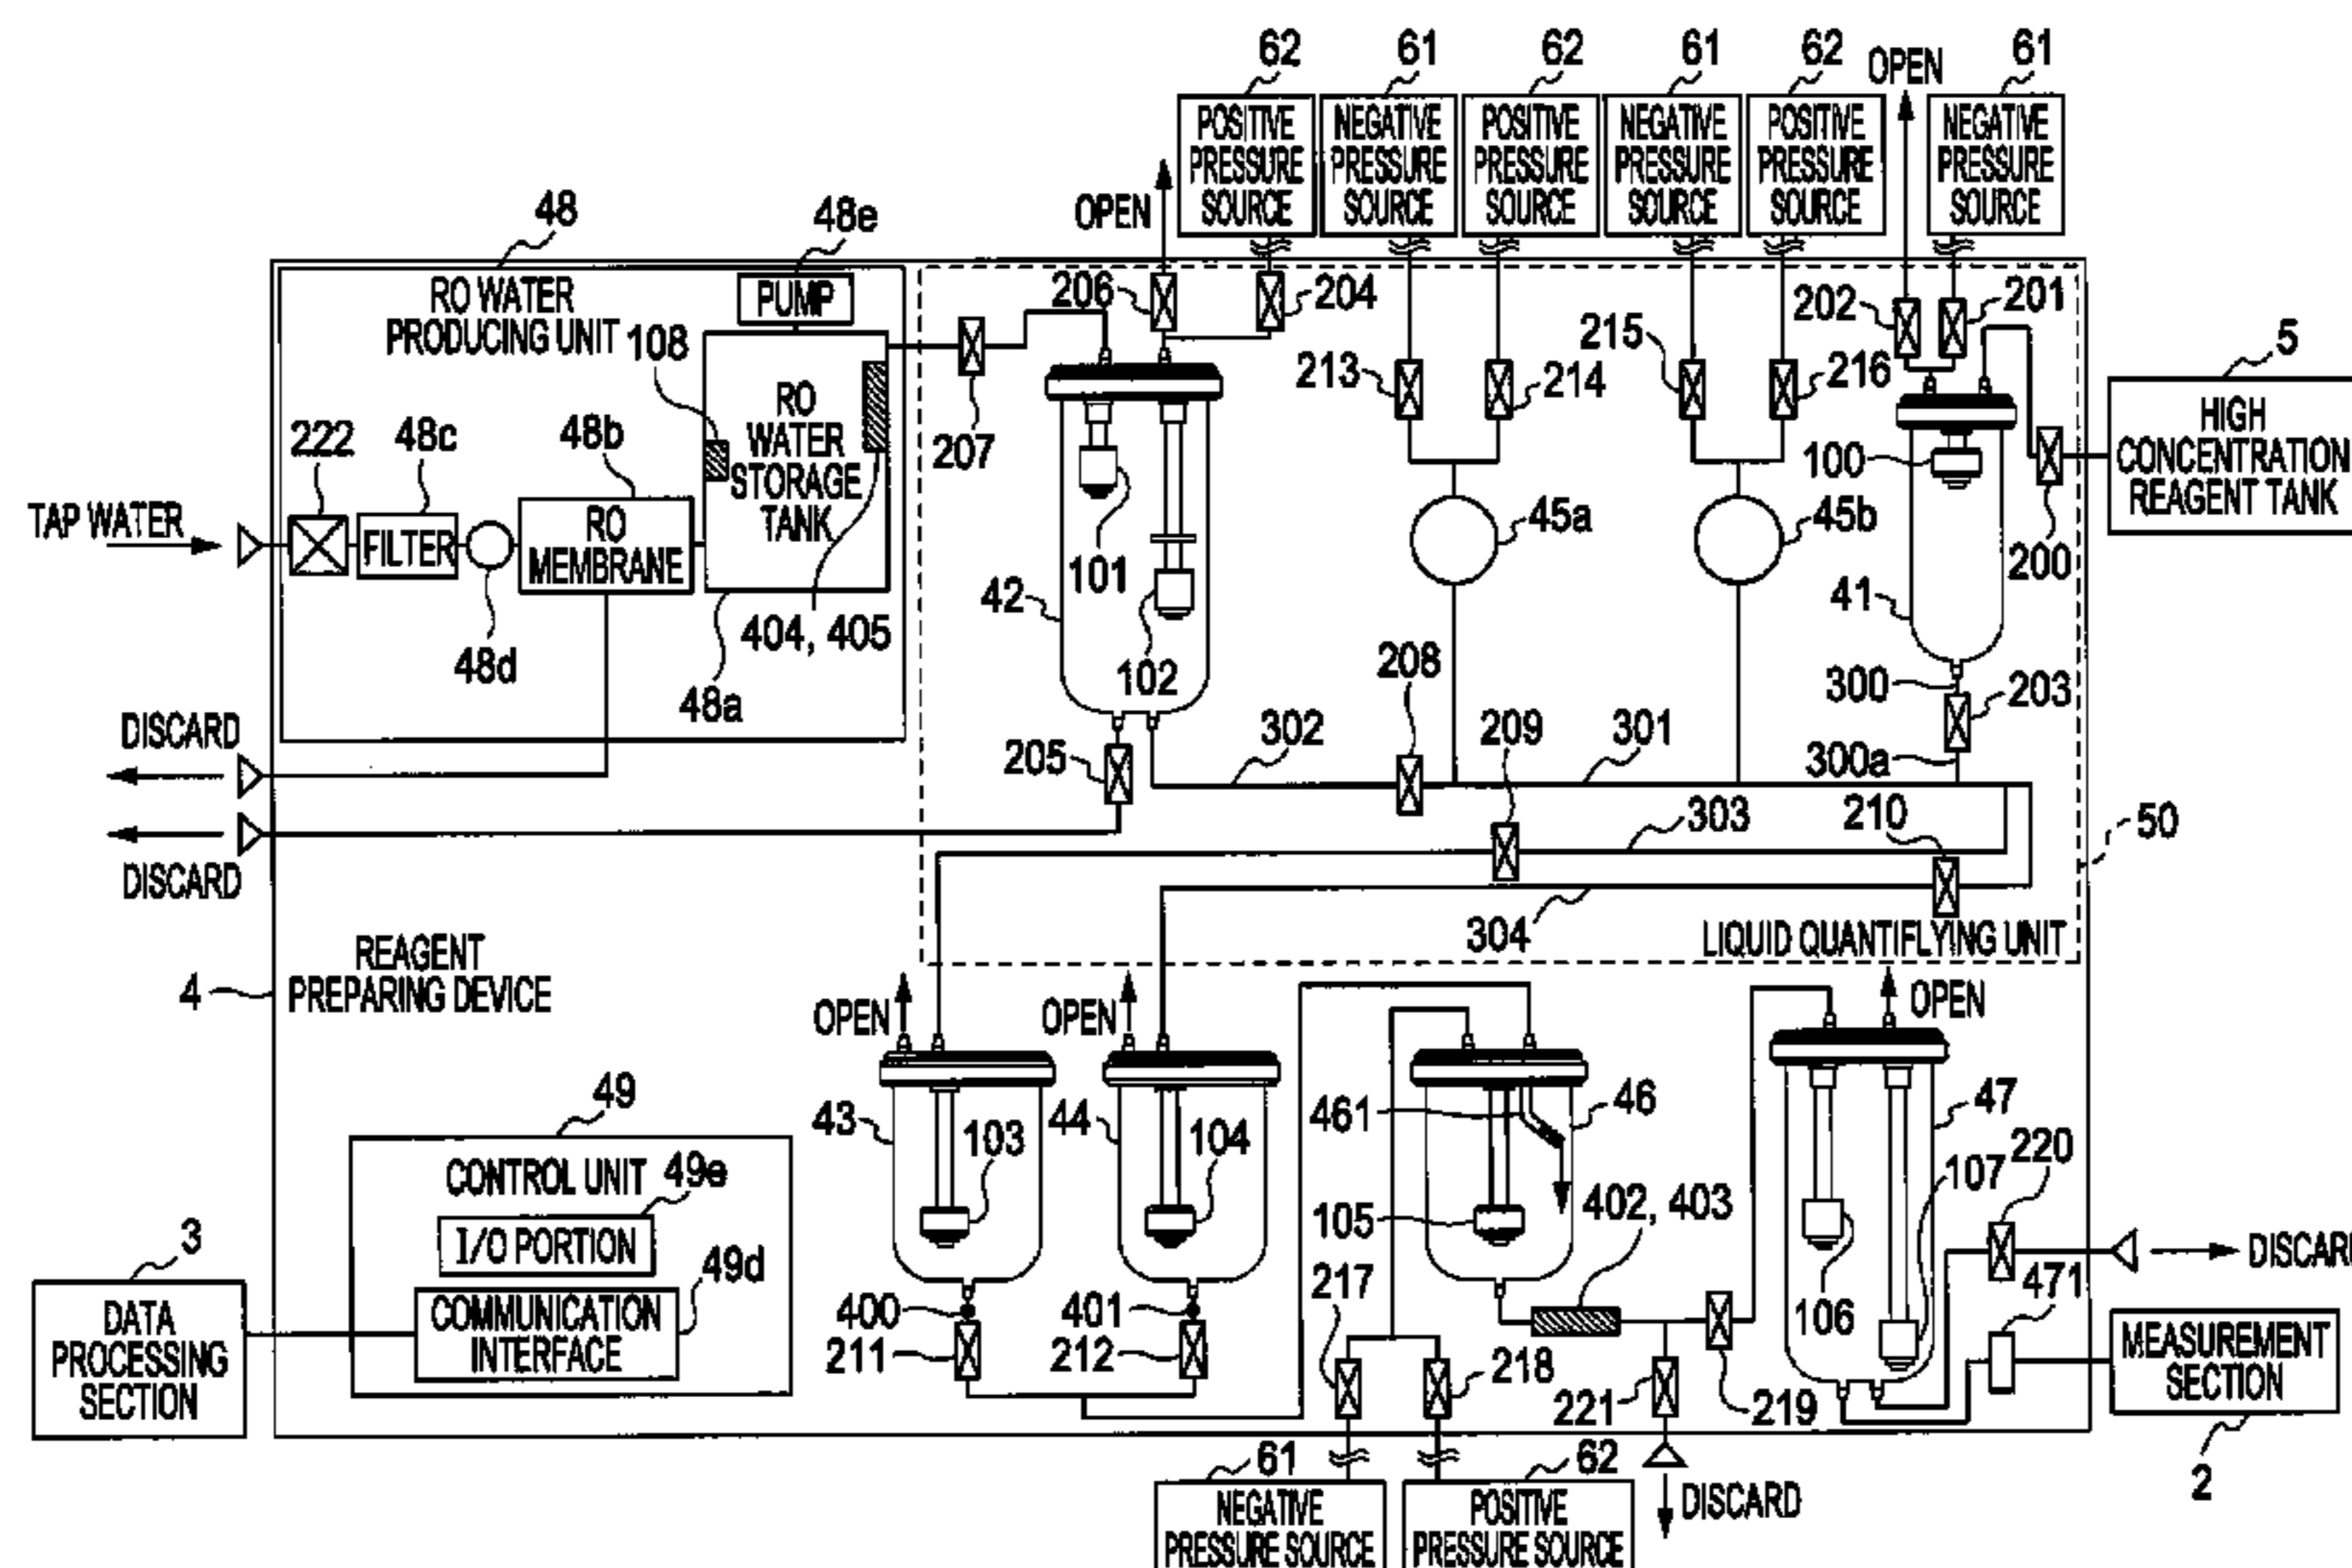 62
61
62
61
62
OPEN
61
POSITIVE
PRESSURE
SOURCE
NEGATIVE
PRESSURE
SOURCE
POSITIVE
PRESSURE
SOURCE
NEGATIVE
PRESSURE
SOURCE
POSITIVE
PRESSURE
SOURCE
NEGATIVE
PRESSURE
SOURCE
OPEN
48
48e
RO WATER
PRODUCING UNIT
PUMP
108
206
204
202
201
215
213
214
216
5
HIGH
CONCENTRATION
REAGENT TANK
RO
WATER
STORAGE
TANK
207
222
48c
48b
100
TAP WATER
FILTER
RO
MEMBRANE
45a
45b
200
101
42
41
404, 405
48d
102
208
300
203
48a
DISCARD
302
209
301
205
300a
303
210
50
DISCARD
304
LIQUID QUANTIFLYING UNIT
4
REAGENT
PREPARING DEVICE
OPEN
OPEN
OPEN
49
43
103
44
104
461
46
47
CONTROL UNIT
49e
I/O PORTION
105
402, 403
107
220
3
DISCARD
49d
DATA
PROCESSING
SECTION
COMMUNICATION
INTERFACE
217
471
400
401
106
211
212
218
221
219
MEASUREMENT
SECTION
61
62
2
NEGATIVE
PRESSURE SOURCE
POSITIVE
PRESSURE SOURCE
DISCARD